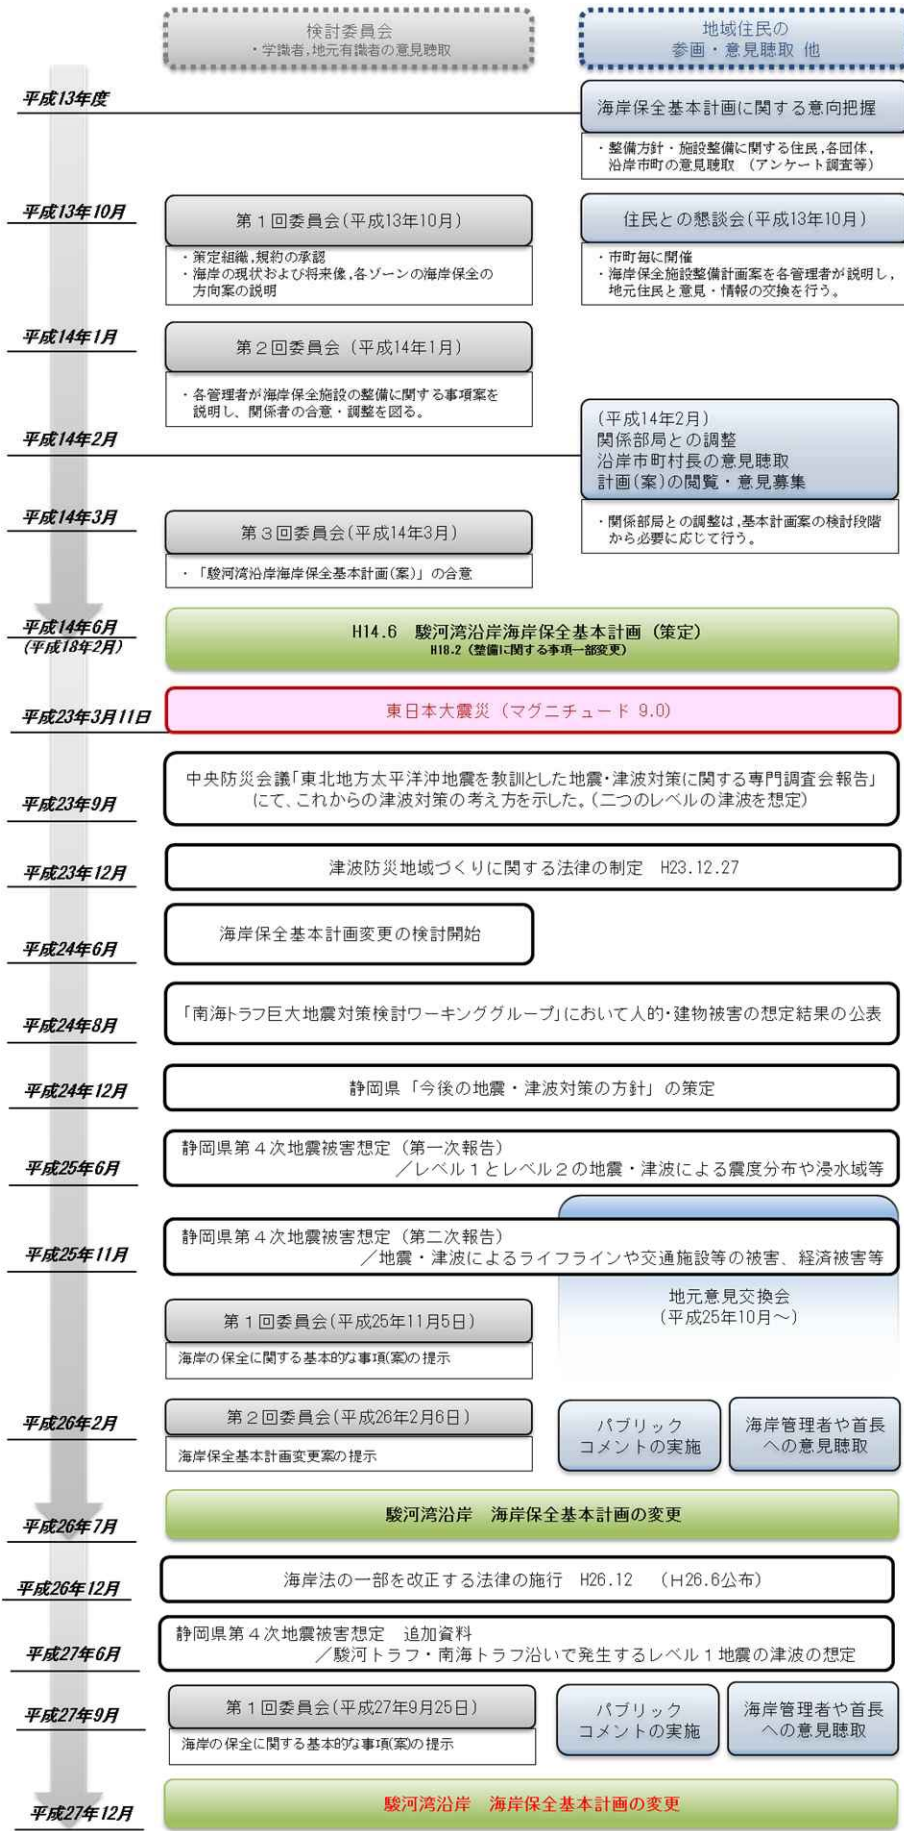 検討委員会
・学識者,地元有識者の意見聴取
地域住民の
参画・意見聴取 他
平成13年度
海岸保全基本計画に関する意向把握
・整備方針・施設整備に関する住民,各団体,
沿岸市町の意見聴取 （アンケート調査等）
平成13年10月
第１回委員会(平成13年10月)
・策定組織,規約の承認
・海岸の現状および将来像,各ゾーンの海岸保全の
方向案の説明
住民との懇談会(平成13年10月)
・市町毎に開催
・海岸保全施設整備計画案を各管理者が説明し,
地元住民と意見・情報の交換を行う。
平成14年1月
第２回委員会 (平成14年1月)
・各管理者が海岸保全施設の整備に関する事項案を
説明し、関係者の合意・調整を図る。
平成14年2月
(平成14年2月)
関係部局との調整
沿岸市町村長の意見聴取
計画(案)の閲覧・意見募集
・関係部局との調整は,基本計画案の検討段階
から必要に応じて行う。
平成14年3月
第３回委員会(平成14年3月)
・「駿河湾沿岸海岸保全基本計画(案)」の合意
平成14年6月
(平成18年2月)
H14.6 駿河湾沿岸海岸保全基本計画 (策定)
H18.2 (整備に関する事項一部変更)
平成23年3月11日
東日本大震災 (マグニチュード 9.0)
平成23年9月
中央防災会議「東北地方太平洋沖地震を教訓とした地震・津波対策に関する専門調査会報告」
にて、これからの津波対策の考え方を示した。(二つのレベルの津波を想定)
平成23年12月
津波防災地域づくりに関する法律の制定 H23.12.27
平成24年6月
海岸保全基本計画変更の検討開始
平成24年8月
「南海トラフ巨大地震対策検討ワーキンググループ」において人的・建物被害の想定結果の公表
平成24年12月
静岡県「今後の地震・津波対策の方針」の策定
平成25年6月
静岡県第４次地震被害想定 (第一次報告)
／レベル１とレベル２の地震・津波による震度分布や浸水域等
平成25年11月
静岡県第４次地震被害想定 (第二次報告)
／地震・津波によるライフラインや交通施設等の被害、経済被害等
地元意見交換会
(平成25年10月～)
第１回委員会(平成25年11月5日)
海岸の保全に関する基本的な事項(案)の提示
平成26年2月
第２回委員会(平成26年2月6日)
海岸保全基本計画変更案の提示
パブリック
コメントの実施
海岸管理者や首長
への意見聴取
平成26年7月
駿河湾沿岸 海岸保全基本計画の変更
平成26年12月
海岸法の一部を改正する法律の施行 H26.12 （H26.6公布）
平成27年6月
静岡県第４次地震被害想定 追加資料
／駿河トラフ・南海トラフ沿いで発生するレベル１地震の津波の想定
平成27年9月
第１回委員会(平成27年9月25日)
海岸の保全に関する基本的な事項(案)の提示
パブリック
コメントの実施
海岸管理者や首長
への意見聴取
平成27年12月
駿河湾沿岸 海岸保全基本計画の変更